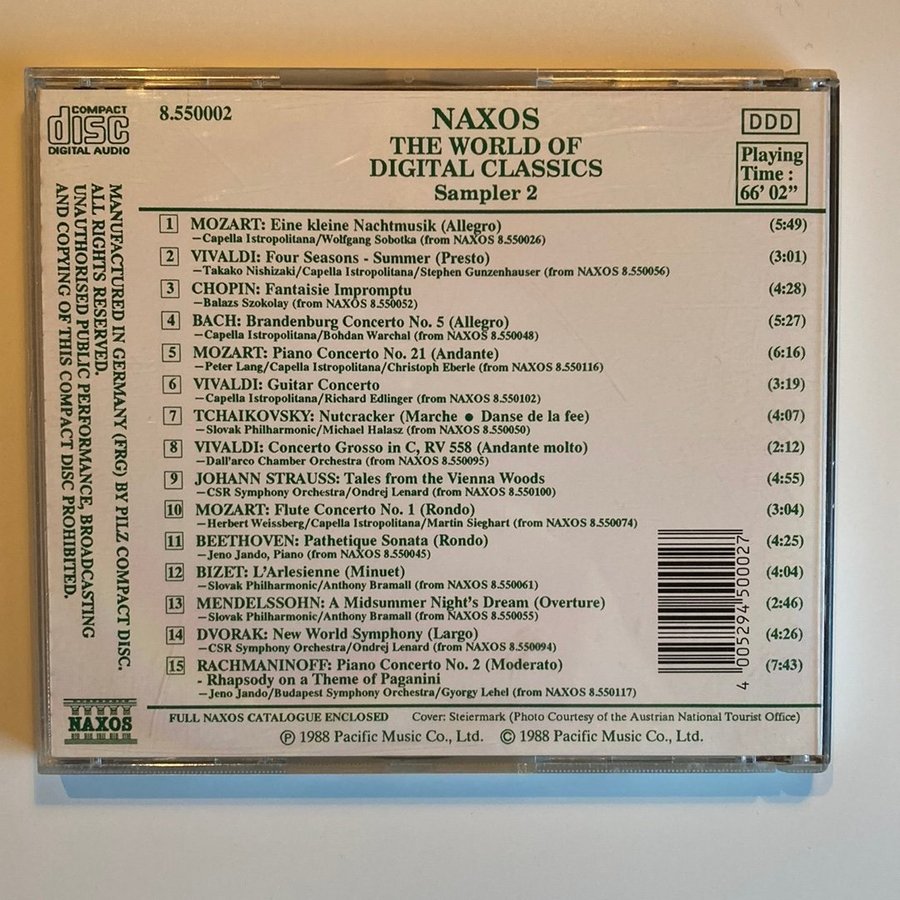 COMPACT
disc
DIGITAL AUDIO
8.550002
NAXOS
THE WORLD OF
DIGITAL CLASSICS
Sampler 2
DDD
Playing
Time :
66' 02”
MANUFACTURED IN GERMANY (FRG) BY PILZ COMPACT DISC.
ALL RIGHTS RESERVED.
UNAUTHORISED PUBLIC PERFORMANCE, BROADCASTING
AND COPYING OF THIS COMPACT DISC PROHIBITED.
1 MOZART: Eine kleine Nachtmusik (Allegro) (5:49)
—Capella Istropolitana/Wolfgang Sobotka (from NAXOS 8.550026)
2 VIVALDI: Four Seasons - Summer (Presto) (3:01)
—Takako Nishizaki/Capella Istropolitana/Stephen Gunzenhauser (from NAXOS 8.550056)
3 CHOPIN: Fantaisie Impromptu (4:28)
—Balazs Szokolay (from NAXOS 8.550052)
4 BACH: Brandenburg Concerto No. 5 (Allegro) (5:27)
—Capella Istropolitana/Bohdan Warchal (from NAXOS 8.550048)
5 MOZART: Piano Concerto No. 21 (Andante) (6:16)
—Peter Lang/Capella Istropolitana/Christoph Eberle (from NAXOS 8.550116)
6 VIVALDI: Guitar Concerto (3:19)
—Capella Istropolitana/Richard Edlinger (from NAXOS 8.550102)
7 TCHAIKOVSKY: Nutcracker (Marche ● Danse de la fee) (4:07)
—Slovak Philharmonic/Michael Halasz (from NAXOS 8.550050)
8 VIVALDI: Concerto Grosso in C, RV 558 (Andante molto) (2:12)
—Dall'arco Chamber Orchestra (from NAXOS 8.550095)
9 JOHANN STRAUSS: Tales from the Vienna Woods (4:55)
—CSR Symphony Orchestra/Ondrej Lenard (from NAXOS 8.550100)
10 MOZART: Flute Concerto No. 1 (Rondo) (3:04)
—Herbert Weissberg/Capella Istropolitana/Martin Sieghart (from NAXOS 8.550074)
11 BEETHOVEN: Pathetique Sonata (Rondo) (4:25)
—Jeno Jando, Piano (from NAXOS 8.550045)
12 BIZET: L'Arlesienne (Minuet) (4:04)
—Slovak Philharmonic/Anthony Bramall (from NAXOS 8.550061)
13 MENDELSSOHN: A Midsummer Night's Dream (Overture) (2:46)
—Slovak Philharmonic/Anthony Bramall (from NAXOS 8.550055)
14 DVORAK: New World Symphony (Largo) (4:26)
—CSR Symphony Orchestra/Ondrej Lenard (from NAXOS 8.550094)
15 RACHMANINOFF: Piano Concerto No. 2 (Moderato) (7:43)
- Rhapsody on a Theme of Paganini
—Jeno Jando/Budapest Symphony Orchestra/Gyorgy Lehel (from NAXOS 8.550117)
4 005294 500027
NAXOS
FULL NAXOS CATALOGUE ENCLOSED Cover: Steiermark (Photo Courtesy of the Austrian National Tourist Office)
Ⓟ 1988 Pacific Music Co., Ltd. © 1988 Pacific Music Co., Ltd.